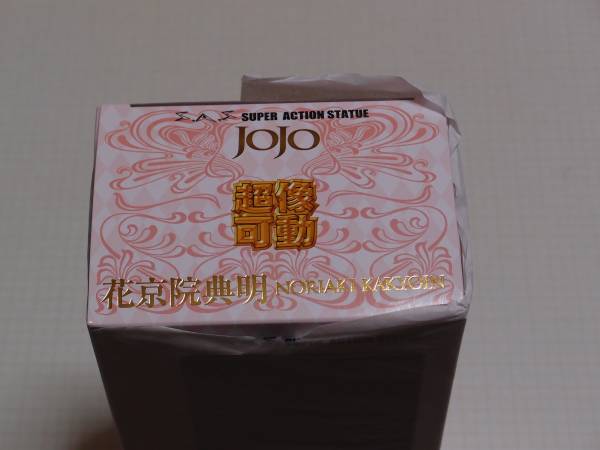 S.A.S SUPER ACTION STATUE
JOJO
超像
可動
花京院典明 NORIAKI KAKYOIN